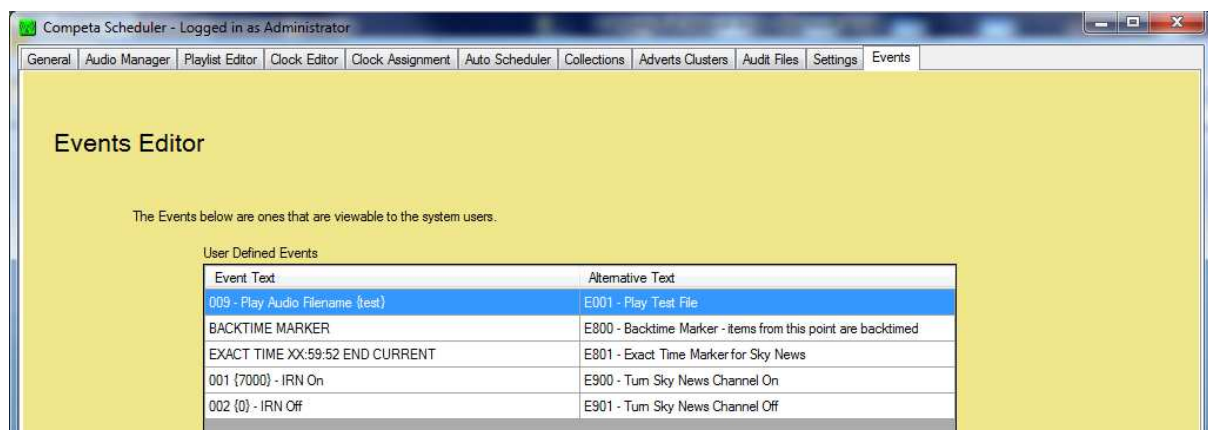 Competa Scheduler - Logged in as Administrator
General Audio Manager Playlist Editor Clock Editor Clock Assignment Auto Scheduler Collections Adverts Clusters Audit Files Settings Events
Events Editor
The Events below are ones that are viewable to the system users.
User Defined Events
Event Text Alternative Text
009 - Play Audio Filename {test} E001 - Play Test File
BACKTIME MARKER E800 - Backtime Marker - items from this point are backtimed
EXACT TIME XX:59:52 END CURRENT E801 - Exact Time Marker for Sky News
001 {7000} - IRN On E900 - Turn Sky News Channel On
002 {0} - IRN Off E901 - Turn Sky News Channel Off